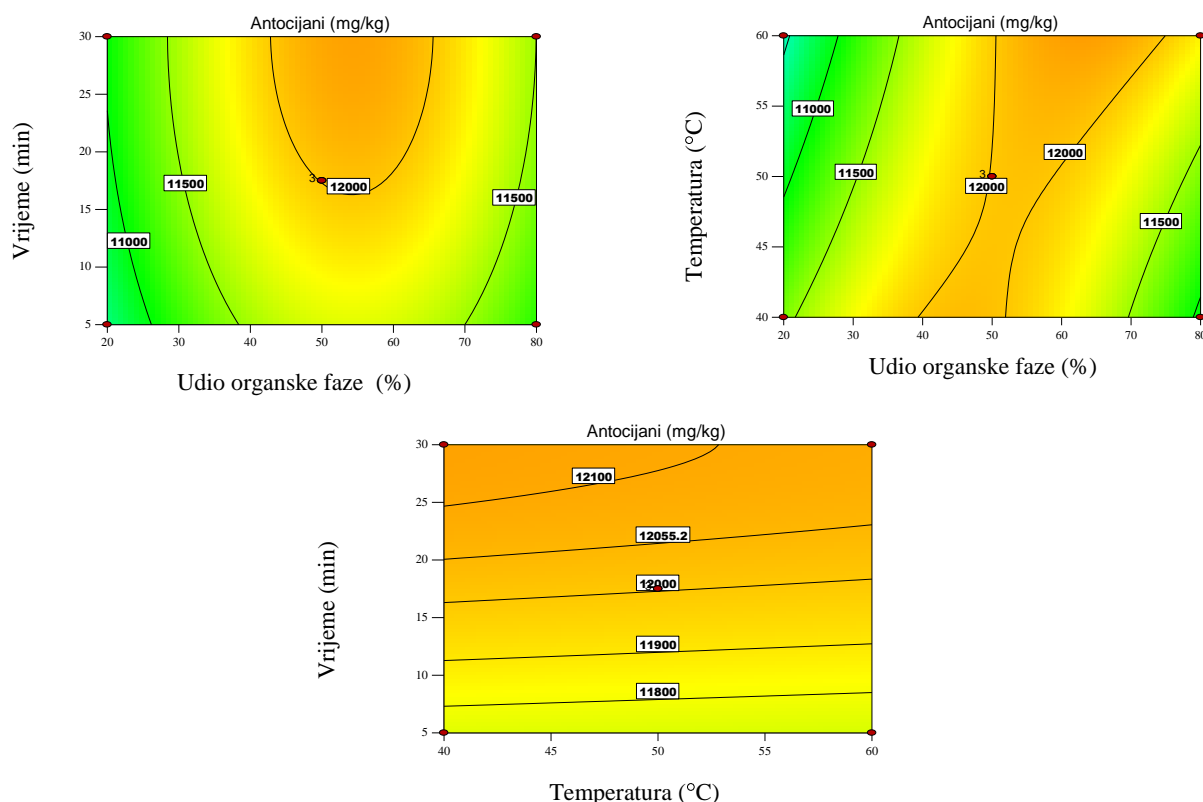 Antocijani (mg/kg)
30
25
20
15
10
5
20 30 40 50 60 70 80
Vrijeme (min)
Udio organske faze (%)
11000
11500
12000
11500
3
Antocijani (mg/kg)
60
55
50
45
40
20 30 40 50 60 70 80
Temperatura (°C)
Udio organske faze (%)
11000
11500
12000
12000
11500
3
Antocijani (mg/kg)
30
25
20
15
10
5
40 45 50 55 60
Vrijeme (min)
Temperatura (°C)
12100
12055.2
12000
11900
11800